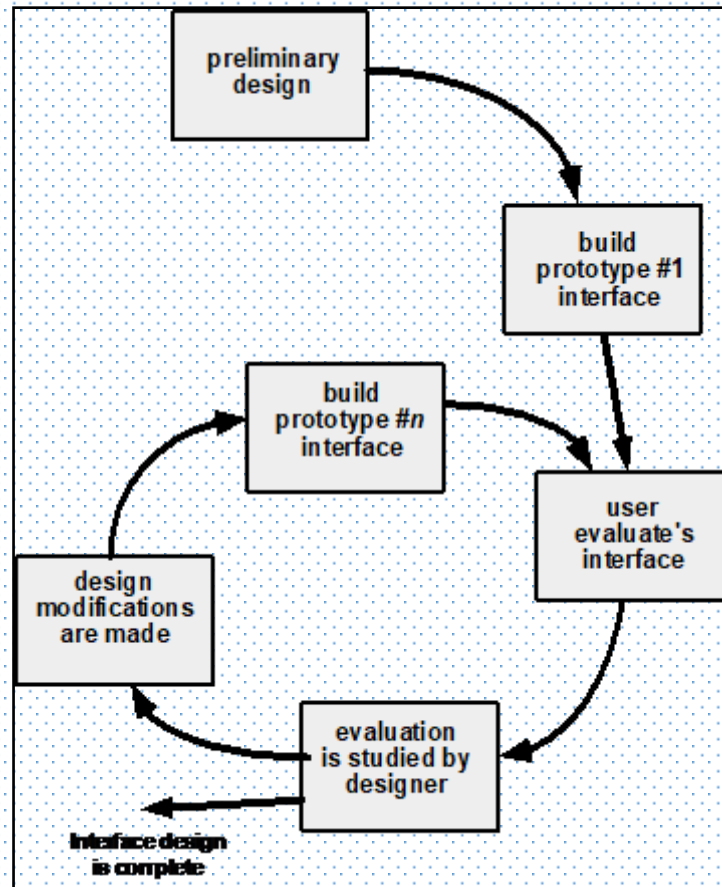 preliminary
design
build
prototype #1
interface
build
prototype #n
interface
user
evaluate's
interface
design
modifications
are made
evaluation
is studied by
designer
Interface design
is complete